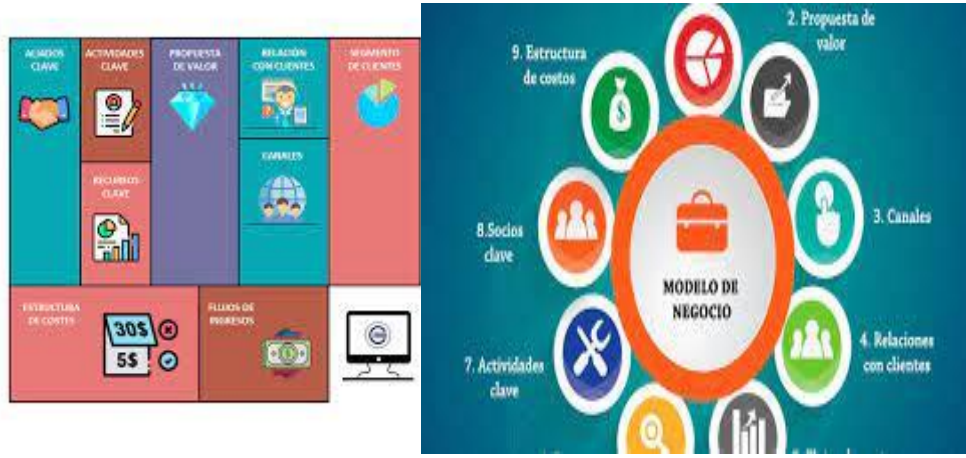 ALIADOS
CLAVE
ACTIVIDADES
CLAVE
PROPUESTA
DE VALOR
RELACIÓN
CON CLIENTES
SEGMENTO
DE CLIENTES
CANALES
RECURSOS
CLAVE
ESTRUCTURA
DE COSTES
30$
5$
FLUJOS DE
INGRESOS
2. Propuesta de
valor
9. Estructura
de costos
3. Canales
8.Socios
clave
MODELO DE
NEGOCIO
4. Relaciones
con clientes
7. Actividades
clave